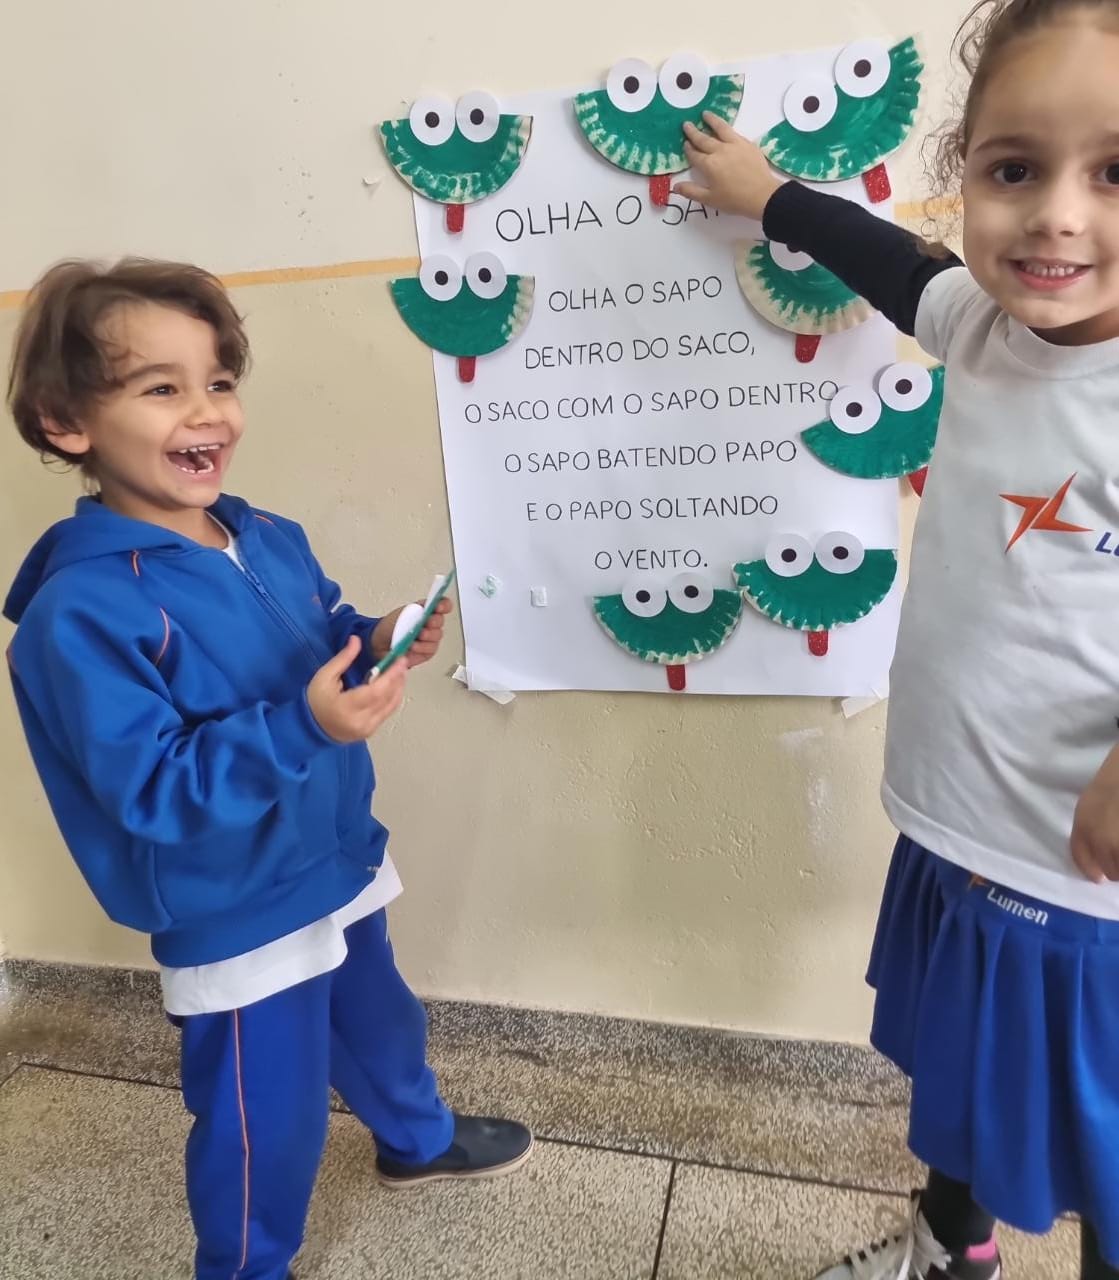 OLHA O
OLHA O SAPO
DENTRO DO SACO,
O SACO COM O SAPO DENTRO
O SAPO BATENDO PAPO
E O PAPO SOLTANDO
O VENTO.
Lumen